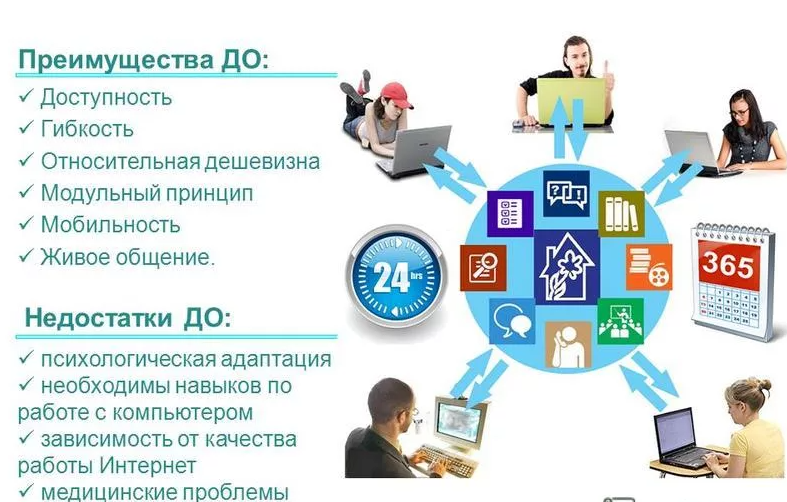 Преимущества ДО:
✓ Доступность
✓ Гибкость
✓ Относительная дешевизна
✓ Модульный принцип
✓ Мобильность
✓ Живое общение.
24 hrs
365
Недостатки ДО:
✓ психологическая адаптация
✓ необходимы навыков по
работе с компьютером
✓ зависимость от качества
работы Интернет
✓ медицинские проблемы